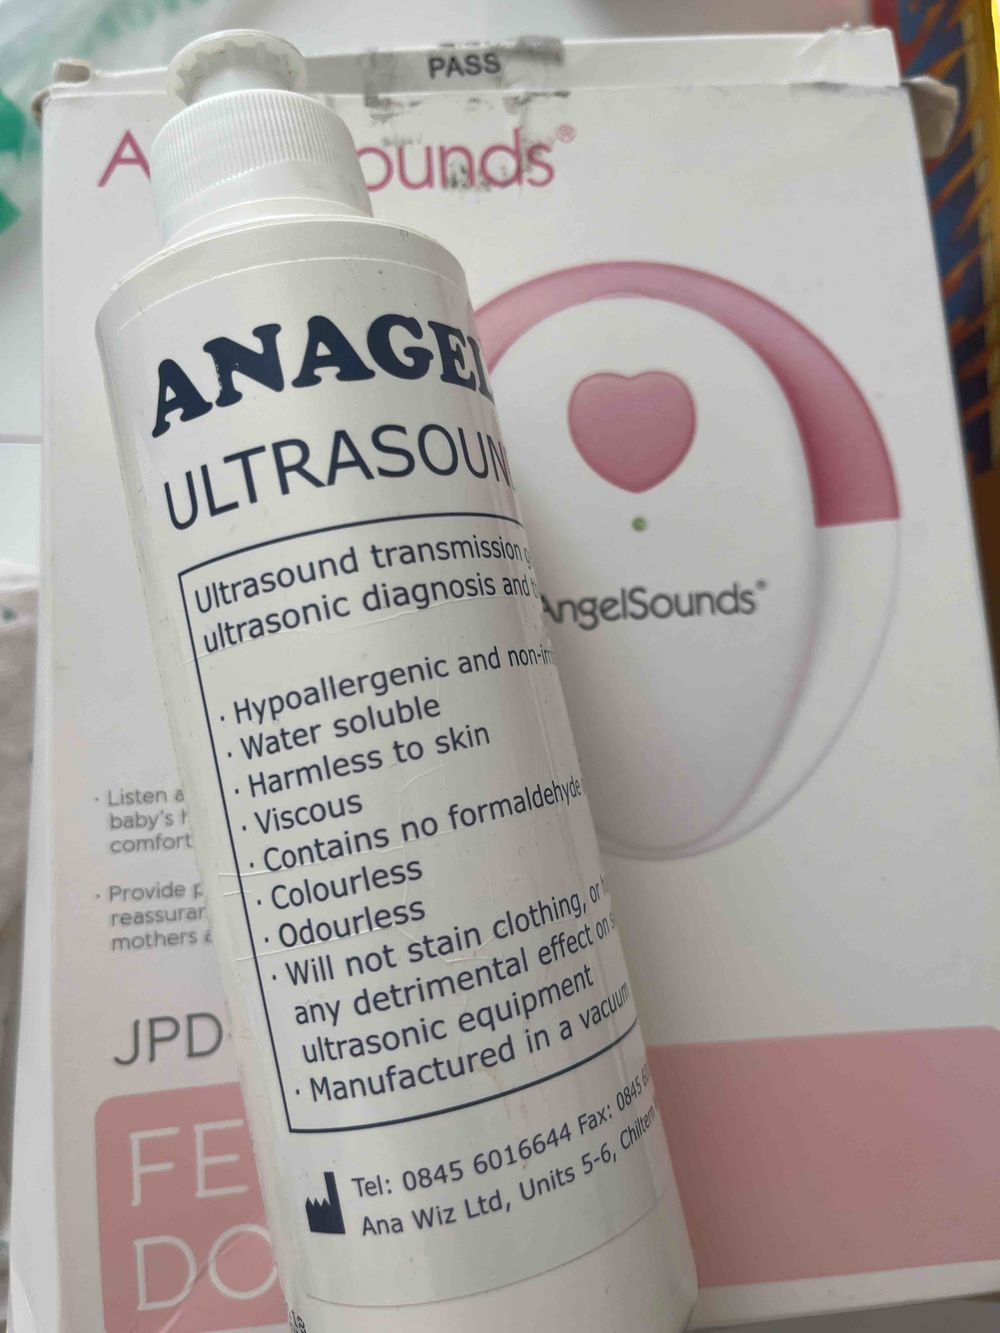 PASS
ounds®
ANAGEL
ULTRASOUN
Ultrasound transmission
ultrasonic diagnosis and
· Hypoallergenic and
· Water soluble
· Harmless to skin
· Viscous
· Contains no formaldehyde
· Colourless
· Odourless
· Will not stain clothing, or
any detrimental effect on
ultrasonic equipment
· Manufactured in a vacuum
Tel: 0845 6016644 Fax: 0845
Ana Wiz Ltd, Units 5-6, Chiltern
AngelSounds®
· Listen
baby's
comfort
· Provide
mothers
JPD
FE
DO